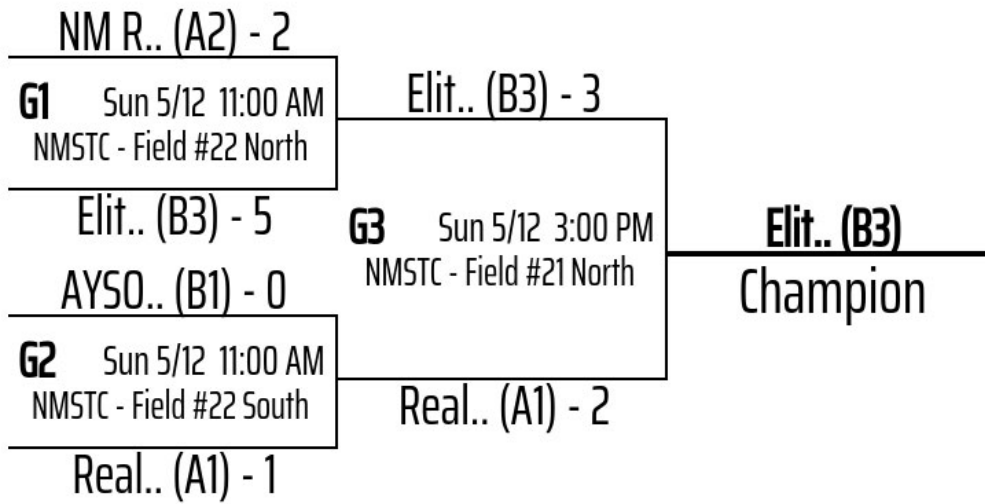 NM R.. (A2) - 2
G1 Sun 5/12 11:00 AM
NMSTC - Field #22 North
Elit.. (B3) - 5
AYSO.. (B1) - 0
G2 Sun 5/12 11:00 AM
NMSTC - Field #22 South
Real.. (A1) - 1
Elit.. (B3) - 3
G3 Sun 5/12 3:00 PM
NMSTC - Field #21 North
Real.. (A1) - 2
Elit.. (B3)
Champion